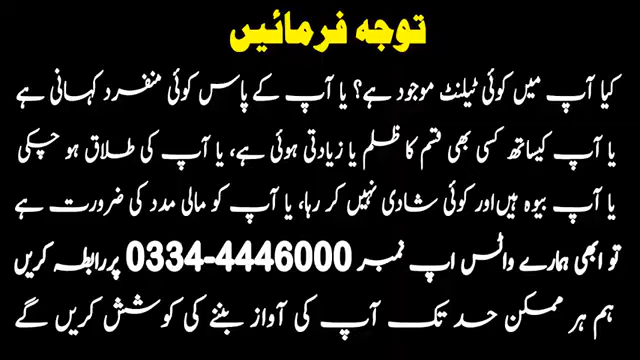 توجہ فرمائیں
کیا آپ میں کوئی ٹیلنٹ موجود ہے؟ یا آپ کے پاس کوئی منفرد کہانی ہے
یا آپ کیساتھ کسی بھی قسم کا ظلم یا زیادتی ہوئی ہے، یا آپ کی طلاق ہو چکی
یا آپ بیوہ ہیں اور کوئی شادی نہیں کر رہا، یا آپ کو مالی مدد کی ضرورت ہے
تو ابھی ہمارے واٹس اپ نمبر 0334-4446000 پر رابطہ کریں
ہم ہر ممکن حد تک آپ کی آواز بننے کی کوشش کریں گے